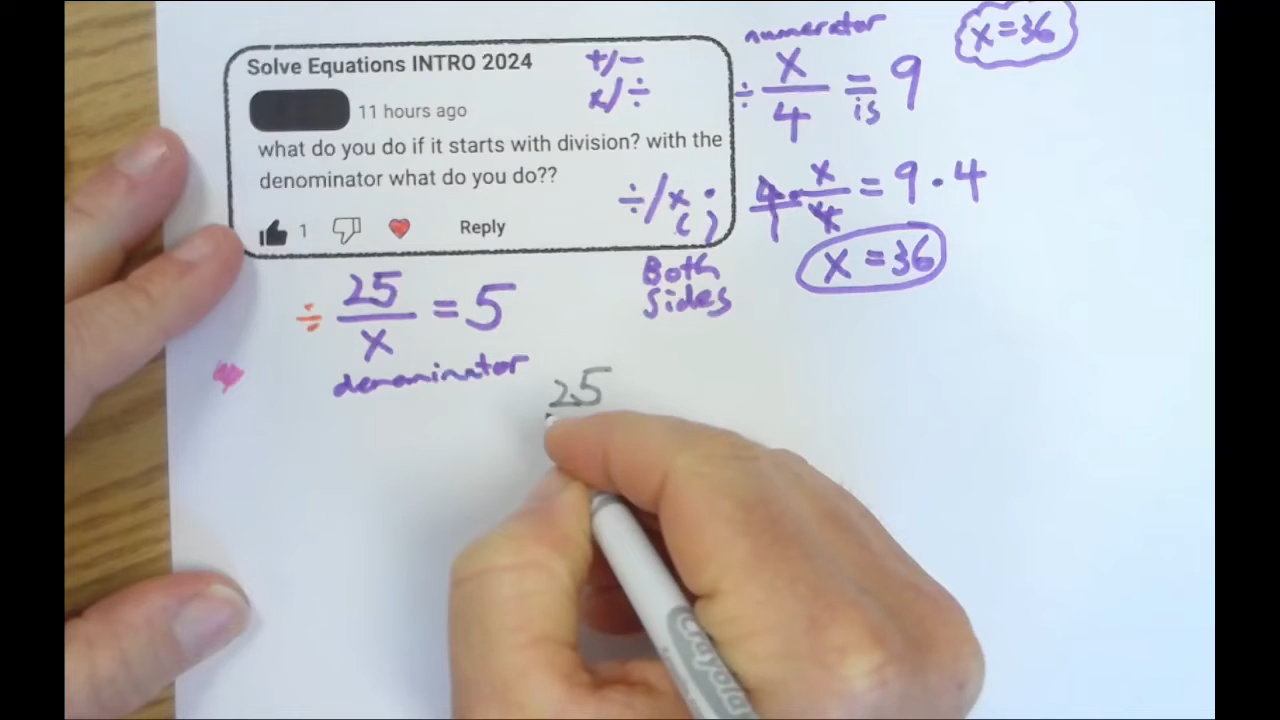 Solve Equations INTRO 2024
11 hours ago
what do you do if it starts with division? with the
denominator what do you do??
1
Reply
+/-
x/÷
÷/x ·
( )
Both
Sides
numerator
÷ x/4 = 9
is
4/1 · x/4 = 9 · 4
x = 36
x = 36
÷ 25/x = 5
denominator
25
Crayola